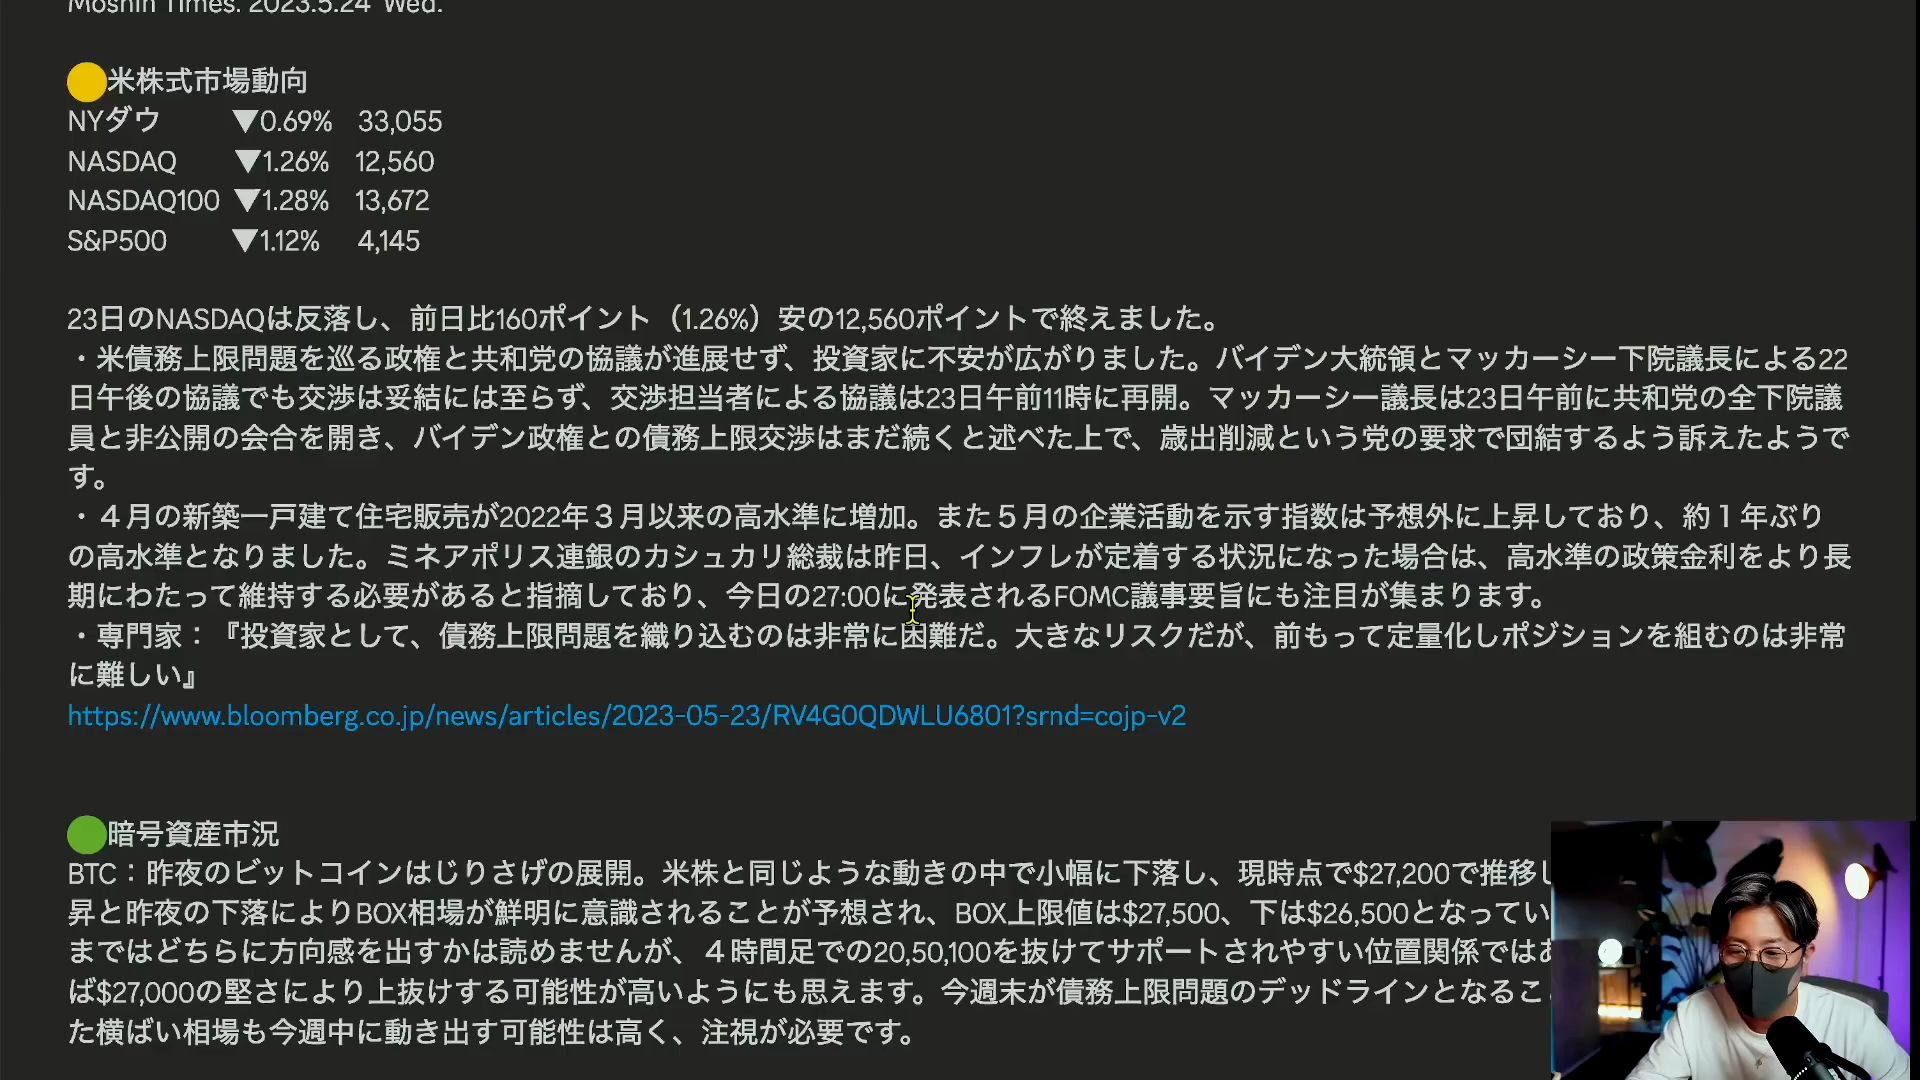 Moshin Times. 2023.5.24 Wed.
米株式市場動向
NYダウ ▼0.69% 33,055
NASDAQ ▼1.26% 12,560
NASDAQ100 ▼1.28% 13,672
S&P500 ▼1.12% 4,145
23日のNASDAQは反落し、前日比160ポイント（1.26%）安の12,560ポイントで終えました。
・米債務上限問題を巡る政権と共和党の協議が進展せず、投資家に不安が広がりました。バイデン大統領とマッカーシー下院議長による22
日午後の協議でも交渉は妥結には至らず、交渉担当者による協議は23日午前11時に再開。マッカーシー議長は23日午前に共和党の全下院議
員と非公開の会合を開き、バイデン政権との債務上限交渉はまだ続くと述べた上で、歳出削減という党の要求で団結するよう訴えたようで
す。
・４月の新築一戸建て住宅販売が2022年３月以来の高水準に増加。また５月の企業活動を示す指数は予想外に上昇しており、約１年ぶり
の高水準となりました。ミネアポリス連銀のカシュカリ総裁は昨日、インフレが定着する状況になった場合は、高水準の政策金利をより長
期にわたって維持する必要があると指摘しており、今日の27:00に発表されるFOMC議事要旨にも注目が集まります。
・専門家：『投資家として、債務上限問題を織り込むのは非常に困難だ。大きなリスクだが、前もって定量化しポジションを組むのは非常
に難しい』
https://www.bloomberg.co.jp/news/articles/2023-05-23/RV4G0QDWLU6801?srnd=cojp-v2
暗号資産市況
BTC：昨夜のビットコインはじりさげの展開。米株と同じような動きの中で小幅に下落し、現時点で$27,200で推移し
昇と昨夜の下落によりBOX相場が鮮明に意識されることが予想され、BOX上限値は$27,500、下は$26,500となってい
まではどちらに方向感を出すかは読めませんが、４時間足での20,50,100を抜けてサポートされやすい位置関係ではあ
ば$27,000の堅さにより上抜けする可能性が高いようにも思えます。今週末が債務上限問題のデッドラインとなるこ
た横ばい相場も今週中に動き出す可能性は高く、注視が必要です。